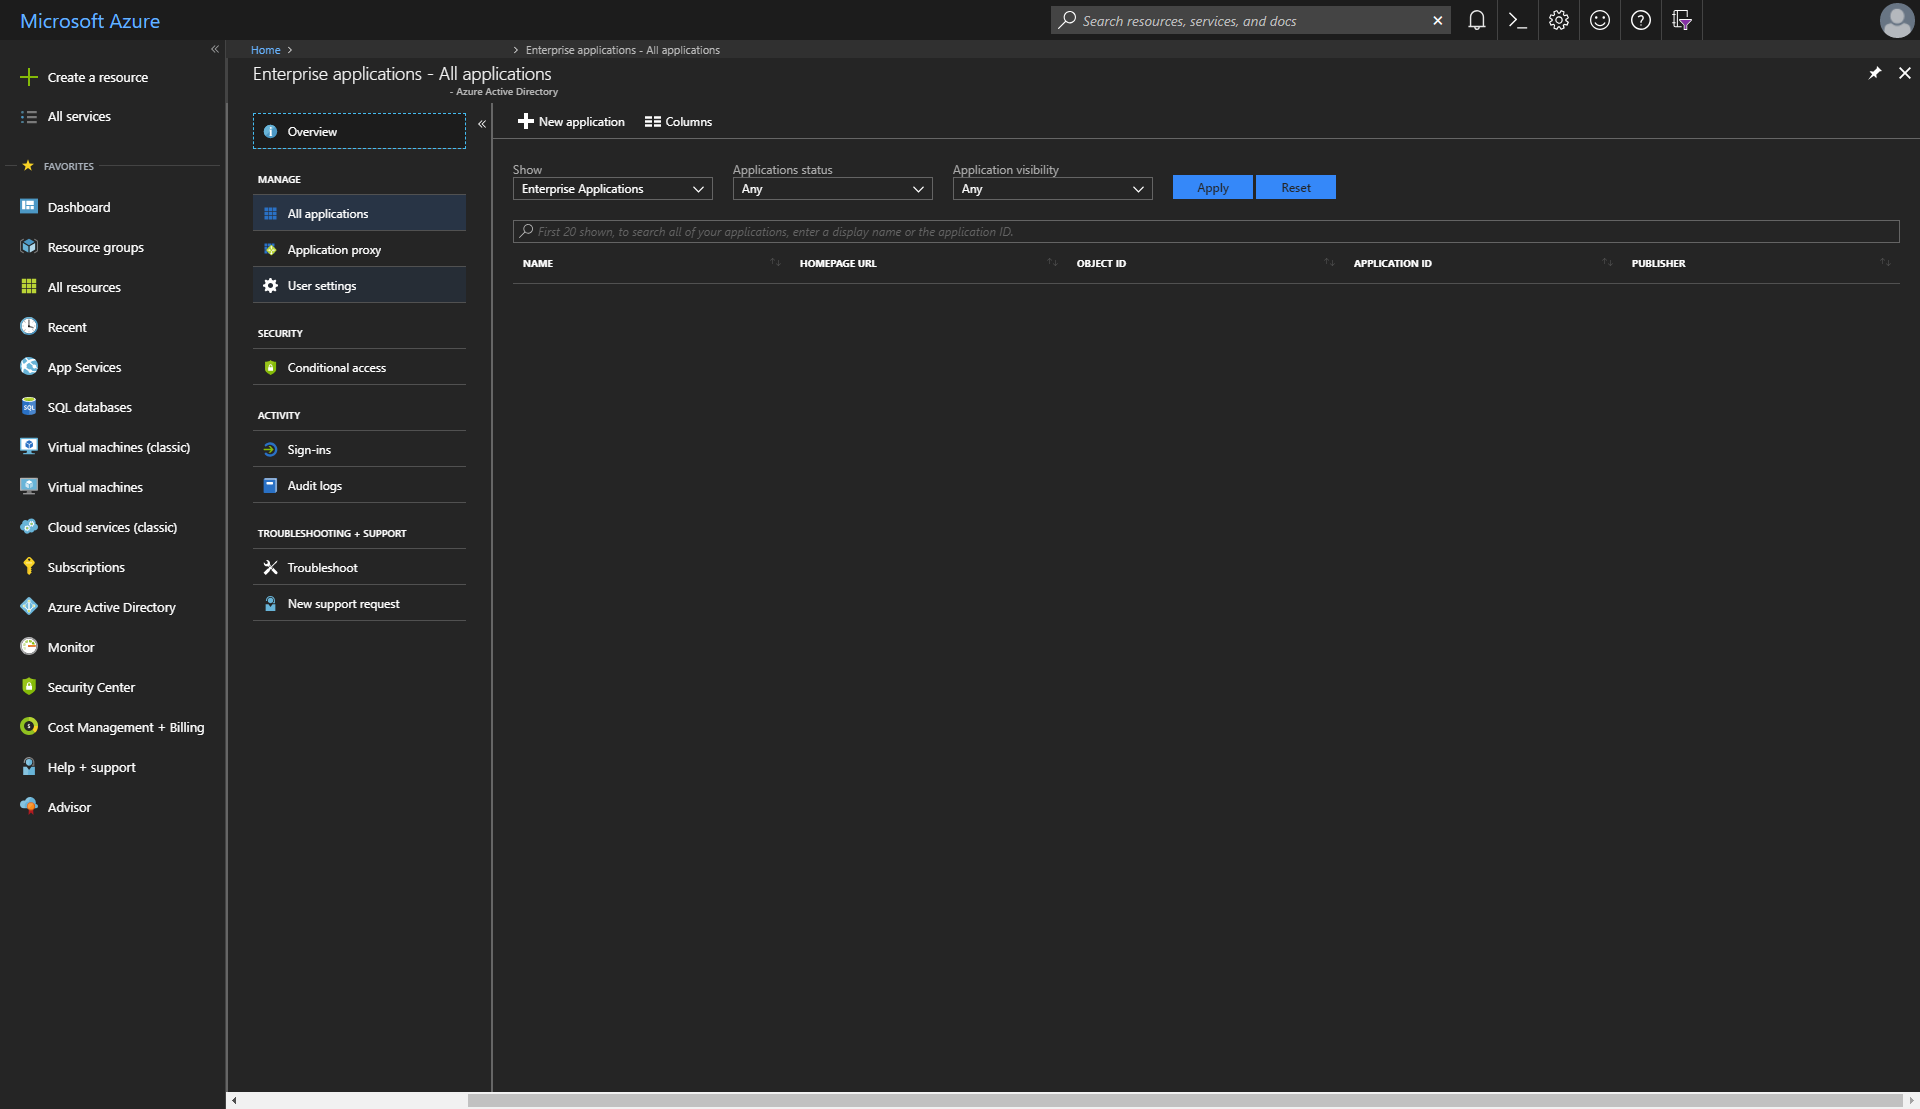 Microsoft Azure
Search resources, services, and docs
Create a resource
All services
FAVORITES
Dashboard
Resource groups
All resources
Recent
App Services
SQL databases
Virtual machines (classic)
Virtual machines
Cloud services (classic)
Subscriptions
Azure Active Directory
Monitor
Security Center
Cost Management + Billing
Help + support
Advisor
Home > > Enterprise applications - All applications
Enterprise applications - All applications
- Azure Active Directory
Overview
MANAGE
All applications
Application proxy
User settings
SECURITY
Conditional access
ACTIVITY
Sign-ins
Audit logs
TROUBLESHOOTING + SUPPORT
Troubleshoot
New support request
New application Columns
Show Applications status Application visibility
Enterprise Applications Any Any Apply Reset
First 20 shown, to search all of your applications, enter a display name or the application ID.
NAME HOMEPAGE URL OBJECT ID APPLICATION ID PUBLISHER